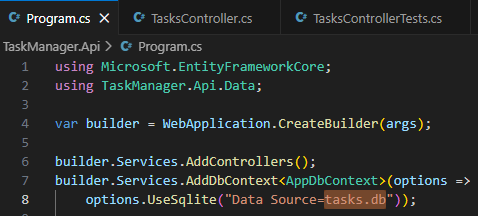 Program.cs
TasksController.cs
TasksControllerTests.cs
TaskManager.Api > Program.cs
1 using Microsoft.EntityFrameworkCore;
2 using TaskManager.Api.Data;
3
4 var builder = WebApplication.CreateBuilder(args);
5
6 builder.Services.AddControllers();
7 builder.Services.AddDbContext<AppDbContext>(options =>
8 options.UseSqlite("Data Source=tasks.db"));